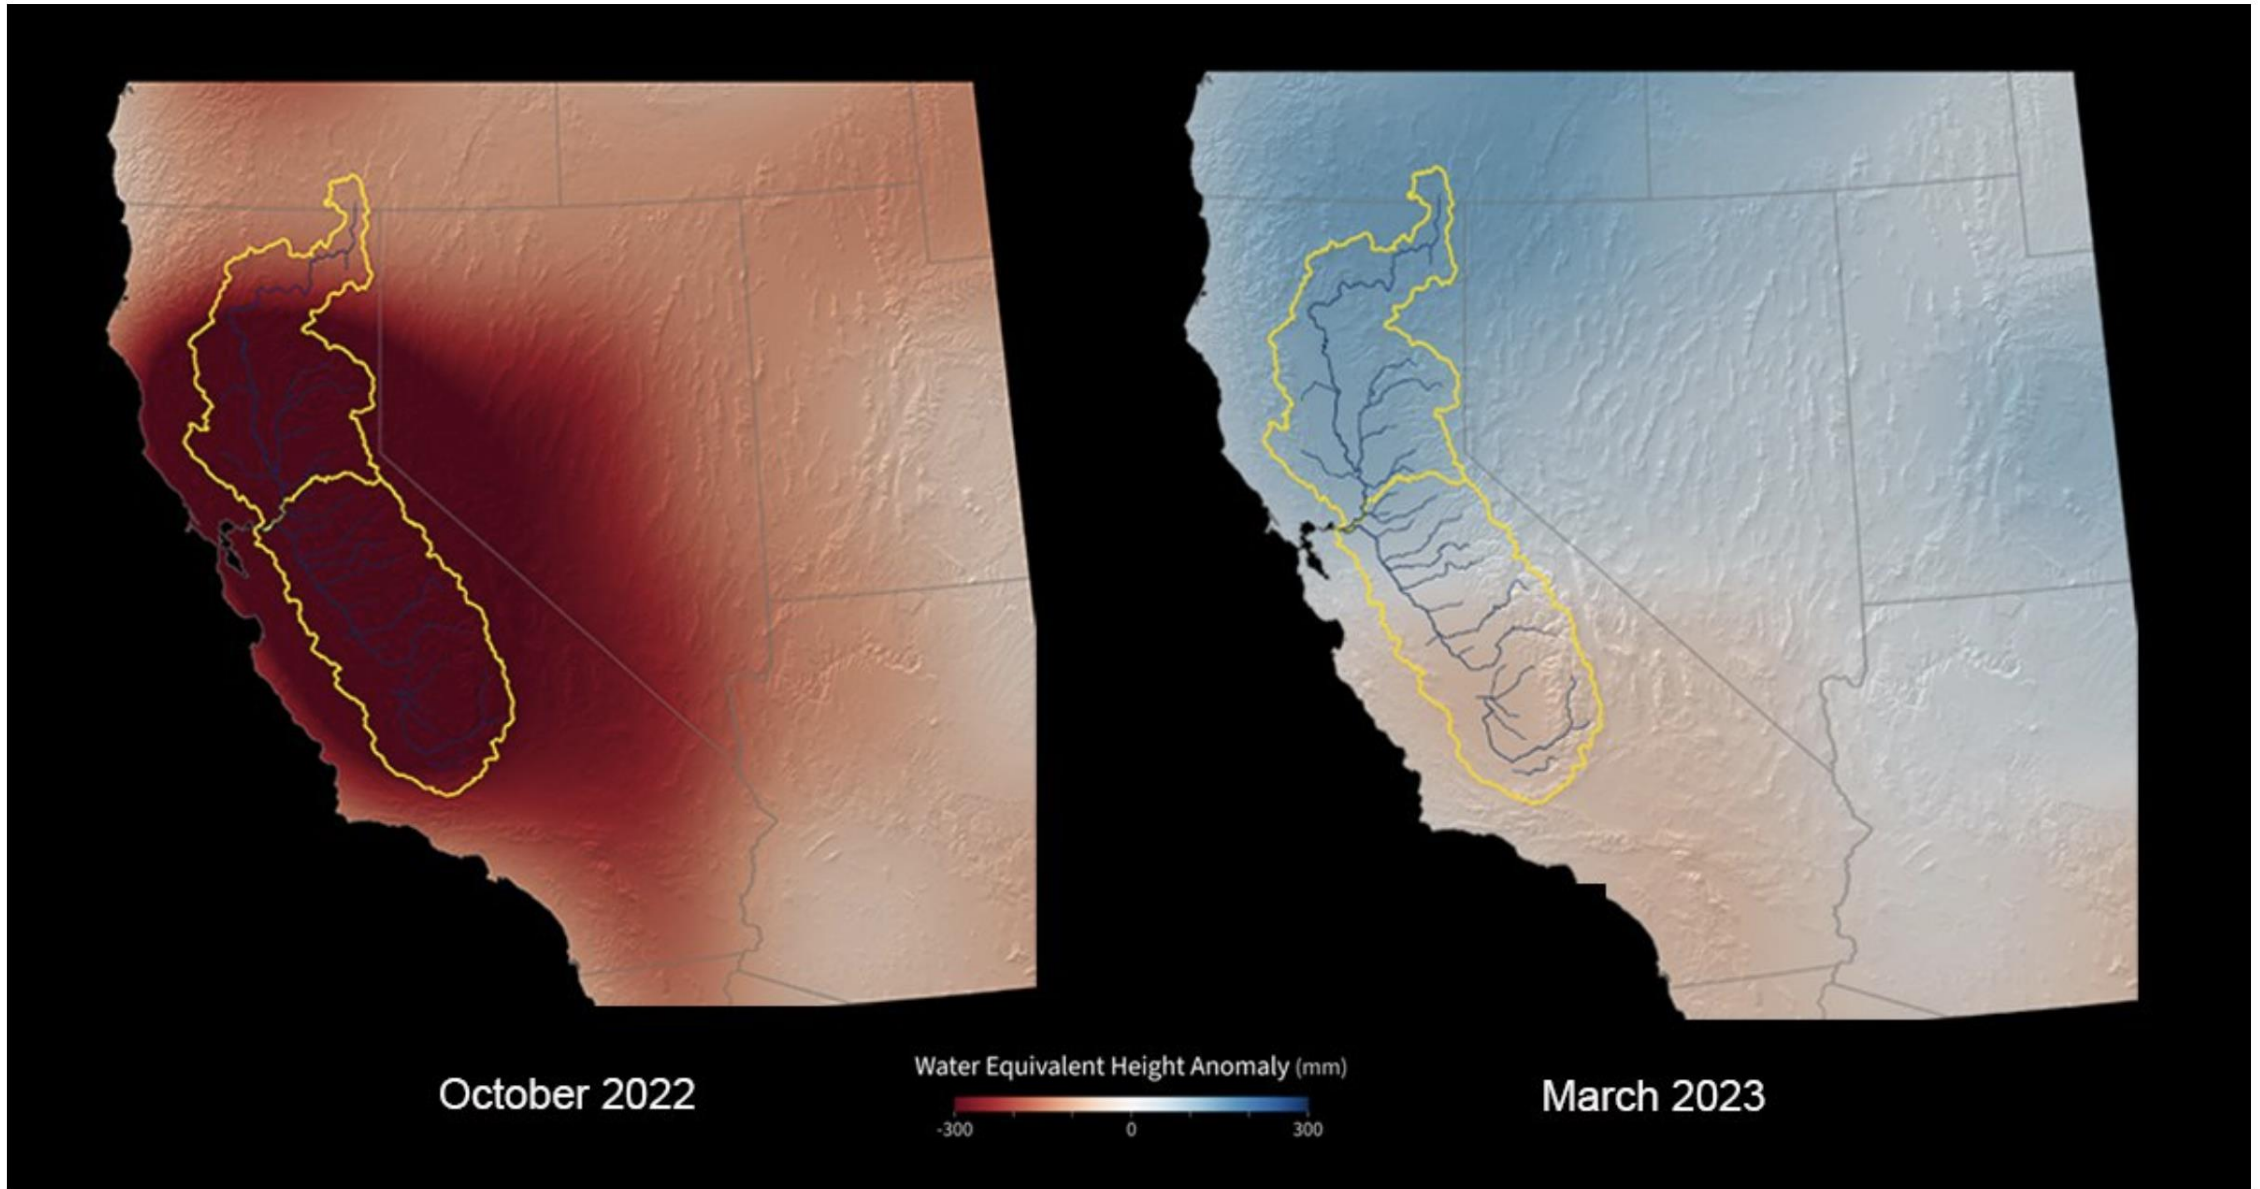 October 2022
Water Equivalent Height Anomaly (mm)
-300 0 300
March 2023